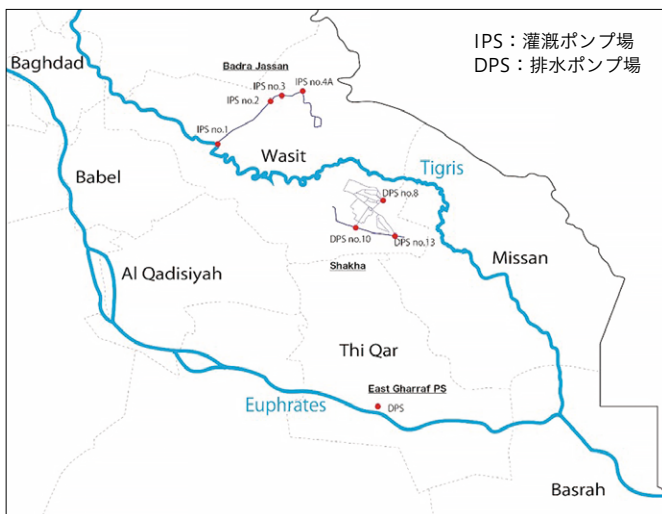 IPS：灌漑ポンプ場
DPS：排水ポンプ場
Baghdad
Badra Jassan
IPS no.4A
IPS no.3
IPS no.2
IPS no.1
Wasit
Tigris
Babel
DPS no.8
DPS no.10
DPS no.13
Shakha
Missan
Al Qadisiyah
Thi Qar
East Gharraf PS
DPS
Euphrates
Basrah